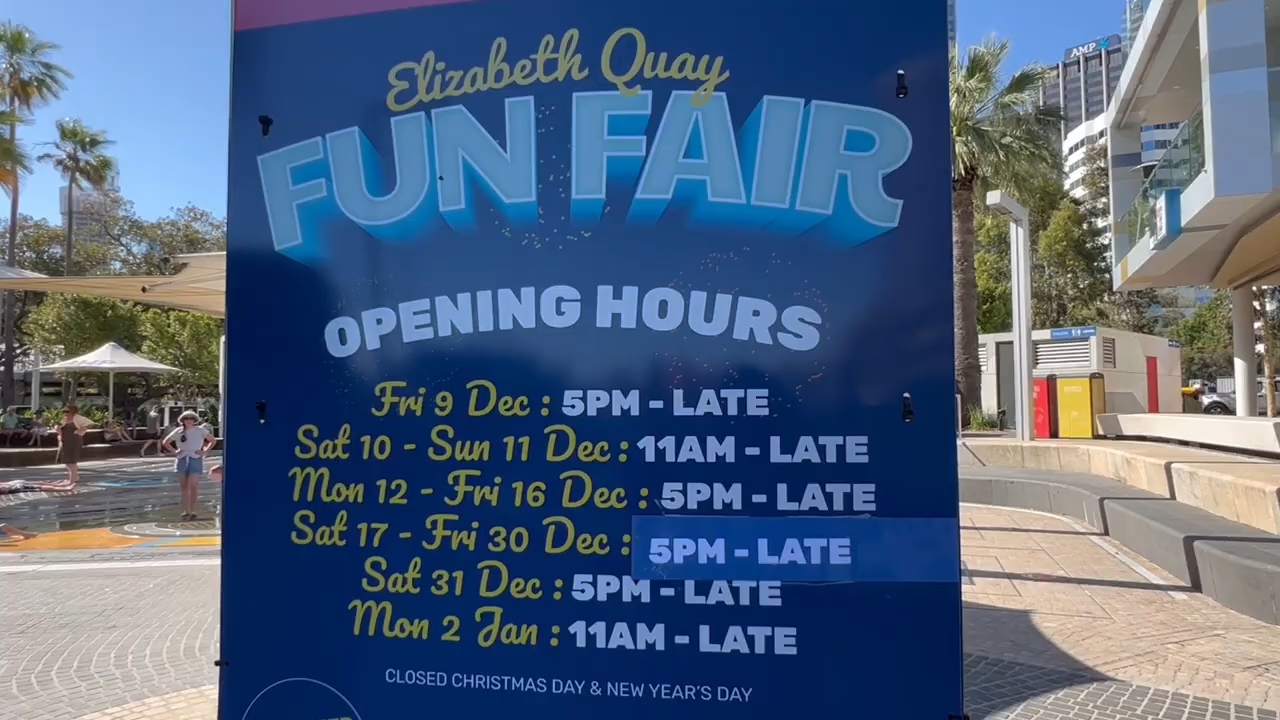 Elizabeth Quay
FUN FAIR
OPENING HOURS
Fri 9 Dec : 5PM - LATE
Sat 10 - Sun 11 Dec : 11AM - LATE
Mon 12 - Fri 16 Dec : 5PM - LATE
Sat 17 - Fri 30 Dec : 5PM - LATE
Sat 31 Dec : 5PM - LATE
Mon 2 Jan : 11AM - LATE
CLOSED CHRISTMAS DAY & NEW YEAR'S DAY
AMP